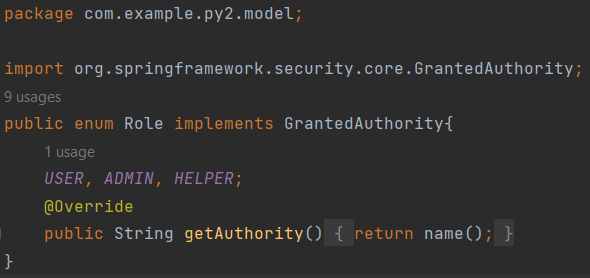 package com.example.py2.model;
import org.springframework.security.core.GrantedAuthority;
9 usages
public enum Role implements GrantedAuthority{
1 usage
USER, ADMIN, HELPER;
@Override
public String getAuthority() { return name(); }
}